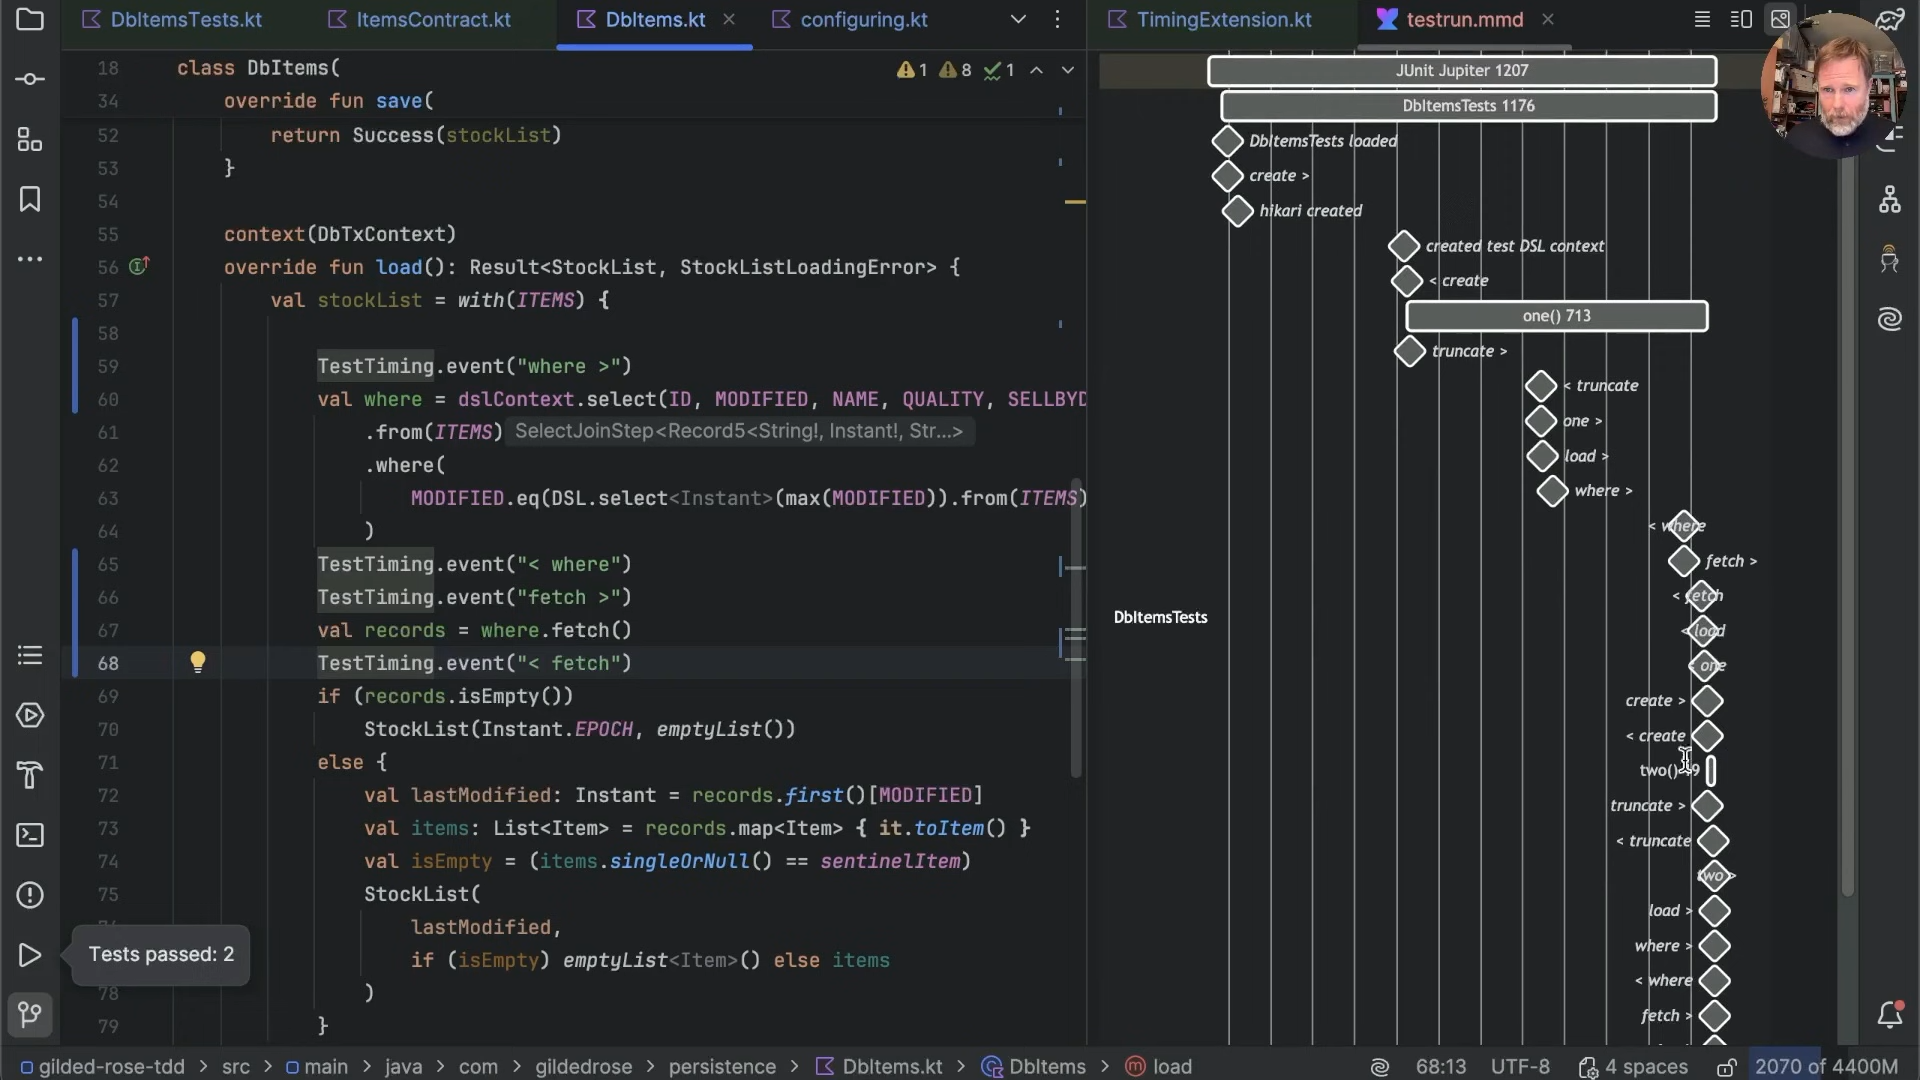 DbItemsTests.kt ItemsContract.kt DbItems.kt configuring.kt TimingExtension.kt testrun.mmd
18 class DbItems( 1 8 1
34 override fun save(
52 return Success(stockList)
53 }
54
55 context(DbTxContext)
56 override fun load(): Result<StockList, StockListLoadingError> {
57 val stockList = with(ITEMS) {
58
59 TestTiming.event("where >")
60 val where = dslContext.select(ID, MODIFIED, NAME, QUALITY, SELLBYD
61 .from(ITEMS) SelectJoinStep<Record5<String!, Instant!, Str...>
62 .where(
63 MODIFIED.eq(DSL.select<Instant>(max(MODIFIED)).from(ITEMS)
64 )
65 TestTiming.event("< where")
66 TestTiming.event("fetch >")
67 val records = where.fetch()
68 TestTiming.event("< fetch")
69 if (records.isEmpty())
70 StockList(Instant.EPOCH, emptyList())
71 else {
72 val lastModified: Instant = records.first()[MODIFIED]
73 val items: List<Item> = records.map<Item> { it.toItem() }
74 val isEmpty = (items.singleOrNull() == sentinelItem)
75 StockList(
lastModified,
if (isEmpty) emptyList<Item>() else items
78 )
79 }
Tests passed: 2
JUnit Jupiter 1207
DbItemsTests 1176
DbItemsTests loaded
create >
hikari created
created test DSL context
< create
one() 713
truncate >
< truncate
one >
load >
where >
< where
fetch >
< fetch
DbItemsTests
< load
< one
create >
< create
two() 9
truncate >
< truncate
two >
load >
where >
< where
fetch >
gilded-rose-tdd > src > main > java > com > gildedrose > persistence > DbItems.kt > DbItems > load 68:13 UTF-8 4 spaces 2070 of 4400M